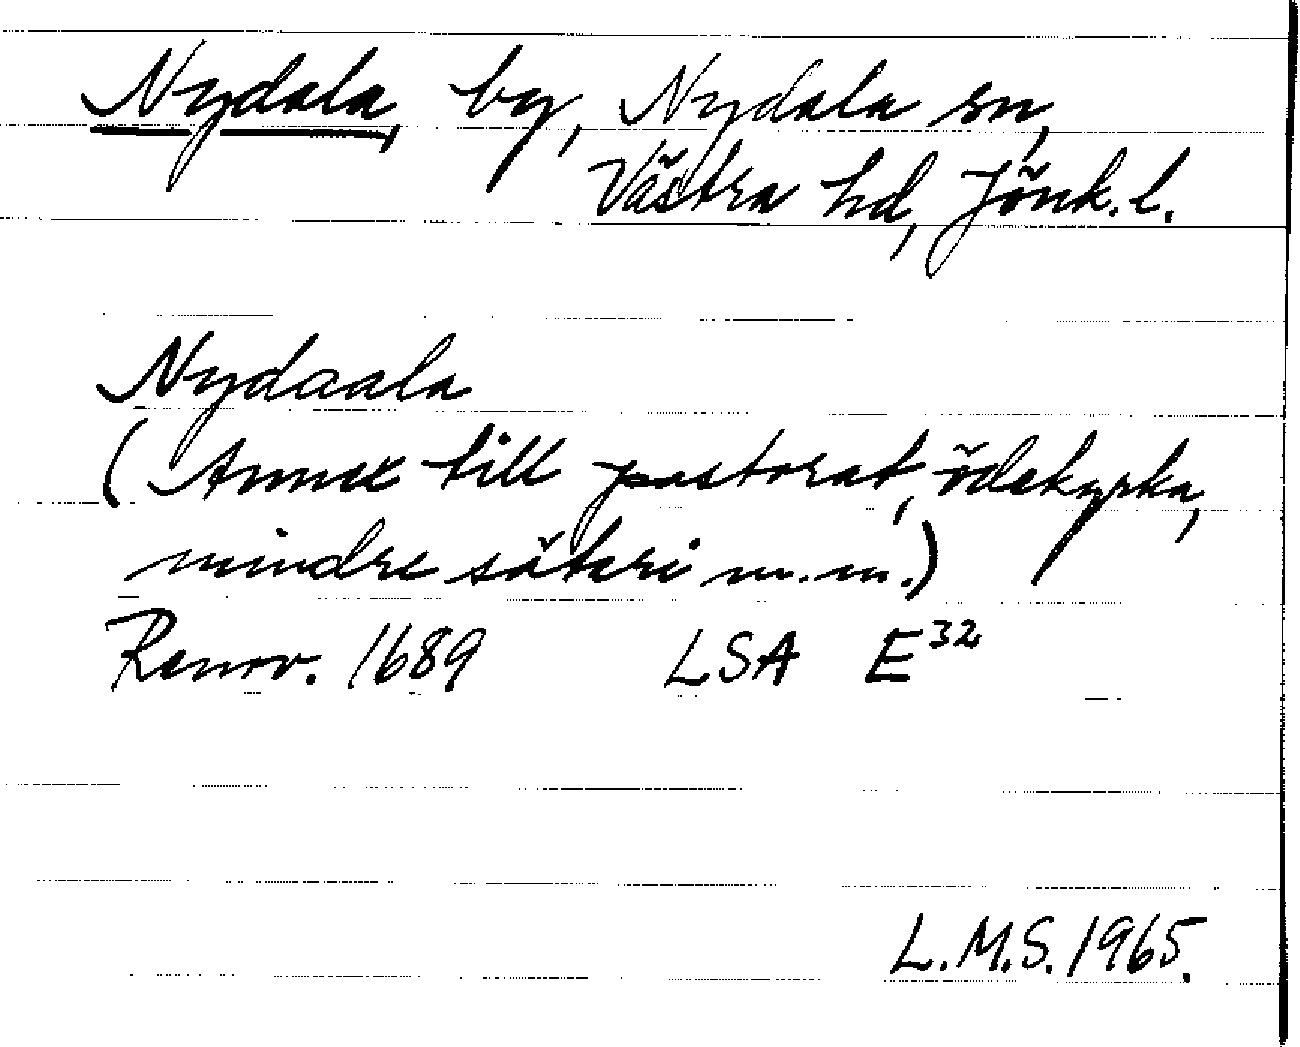 Nydala, by, Nydala sn,
Västra hd, Jönk. l.
Nydaala
(Annex till pastorat, ödekyrka,
mindre säteri m.m.)
Renov. 1689 LSA E32
L.M.S. 1965.